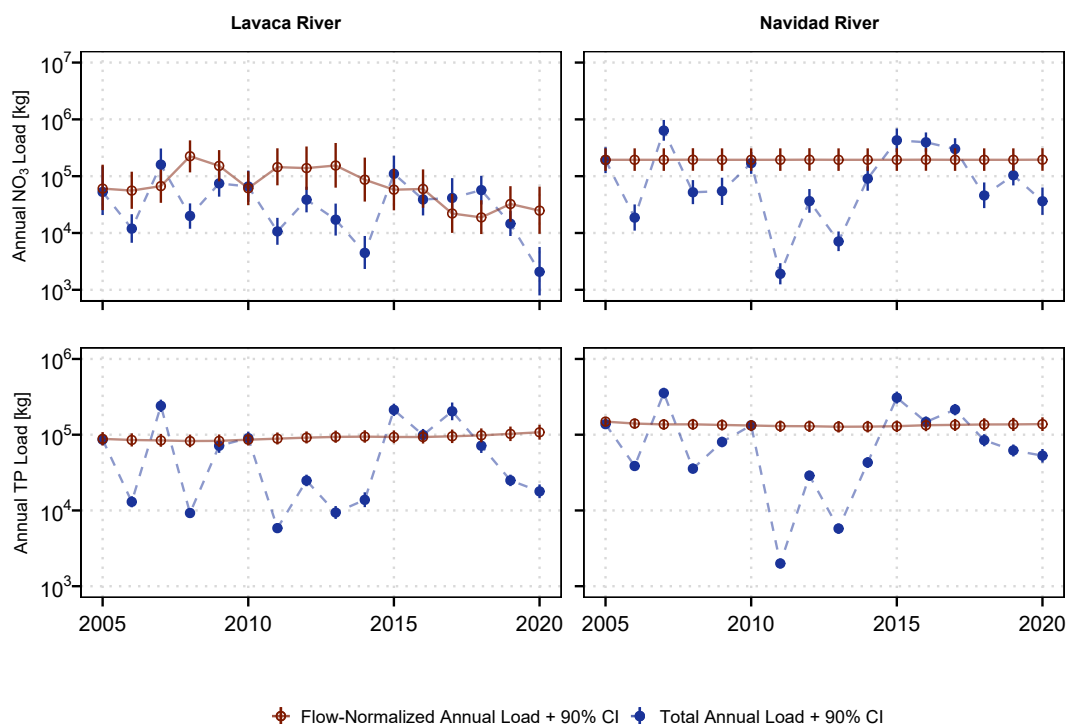 Lavaca River
Navidad River
Annual NO₃ Load [kg]
10⁷
10⁶
10⁵
10⁴
10³
Annual TP Load [kg]
10⁶
10⁵
10⁴
10³
2005 2010 2015 2020
2005 2010 2015 2020
Flow-Normalized Annual Load + 90% CI Total Annual Load + 90% CI